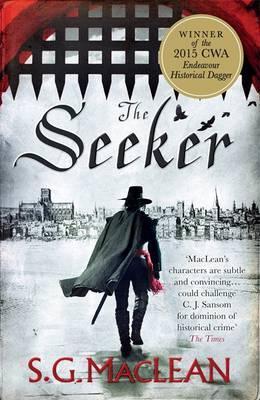 WINNER
of the
2015 CWA
Endeavour
Historical Dagger
The
Seeker
'MacLean's
characters are subtle
and convincing...
could challenge
C. J. Sansom
for dominion of
historical crime'
The Times
S.G. MacLean